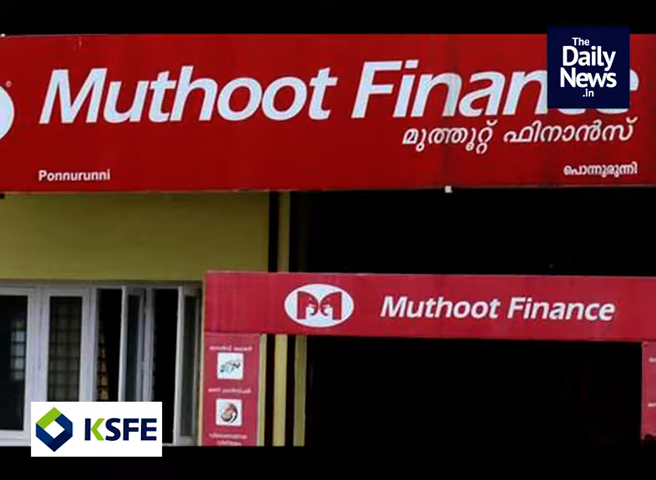 The
Daily
News
.in
Muthoot Finance
മുത്തൂറ്റ് ഫിനാൻസ്
Ponnurunni
പൊന്നുരുന്നി
Muthoot Finance
KSFE